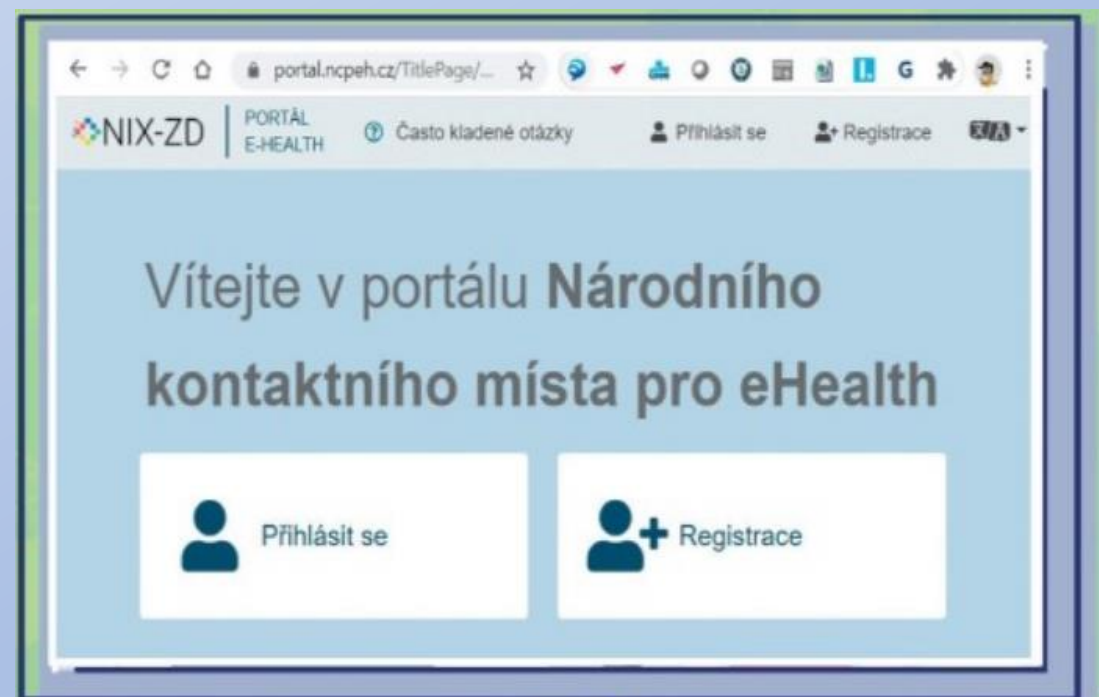 portal.ncpeh.cz/TitlePage/...
NIX-ZD
PORTÁL
E-HEALTH
Často kladené otázky
Přihlásit se
Registrace
Vítejte v portálu Národního
kontaktního místa pro eHealth
Přihlásit se
Registrace